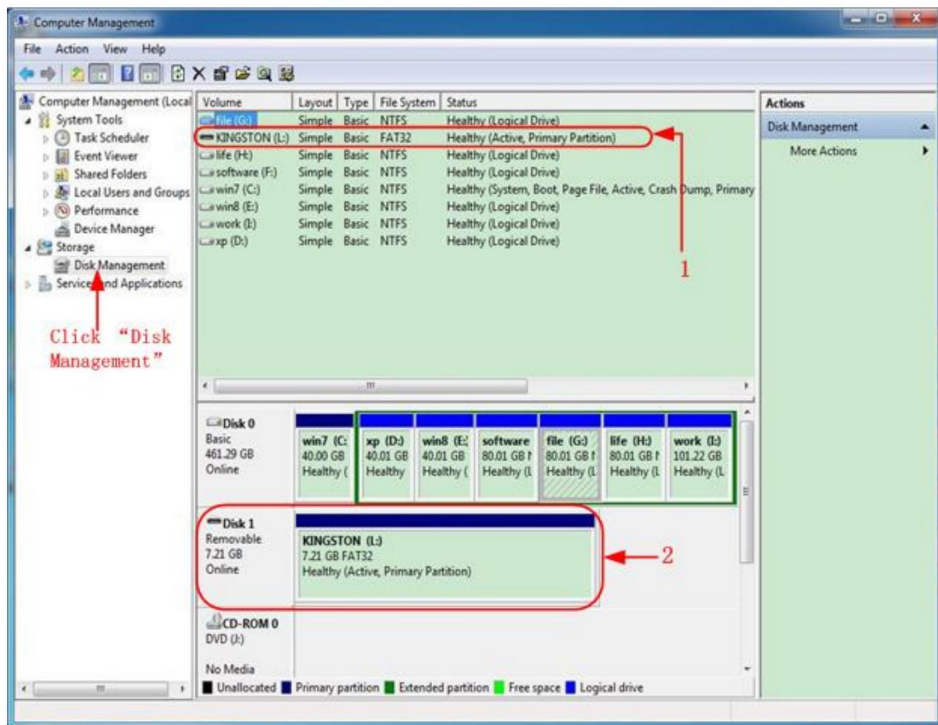 Computer Management
File Action View Help
Computer Management (Local
System Tools
Task Scheduler
Event Viewer
Shared Folders
Local Users and Groups
Performance
Device Manager
Storage
Disk Management
Services and Applications
Click “Disk
Management”
Volume Layout Type File System Status
file (G:) Simple Basic NTFS Healthy (Logical Drive)
KINGSTON (L:) Simple Basic FAT32 Healthy (Active, Primary Partition)
life (H:) Simple Basic NTFS Healthy (Logical Drive)
software (F:) Simple Basic NTFS Healthy (Logical Drive)
win7 (C:) Simple Basic NTFS Healthy (System, Boot, Page File, Active, Crash Dump, Primary
win8 (E:) Simple Basic NTFS Healthy (Logical Drive)
work (I:) Simple Basic NTFS Healthy (Logical Drive)
xp (D:) Simple Basic NTFS Healthy (Logical Drive)
1
Actions
Disk Management
More Actions
Disk 0
Basic
461.29 GB
Online
win7 (C: xp (D:) win8 (E: software file (G:) life (H:) work (I:)
40.00 GB 40.01 GB 40.01 GB 80.01 GB N 80.01 GB N 80.01 GB N 101.22 GB
Healthy ( Healthy Healthy ( Healthy (L Healthy (L Healthy (L Healthy (L
Disk 1
Removable
7.21 GB
Online
KINGSTON (L:)
7.21 GB FAT32
Healthy (Active, Primary Partition)
2
CD-ROM 0
DVD (J:)
No Media
Unallocated Primary partition Extended partition Free space Logical drive